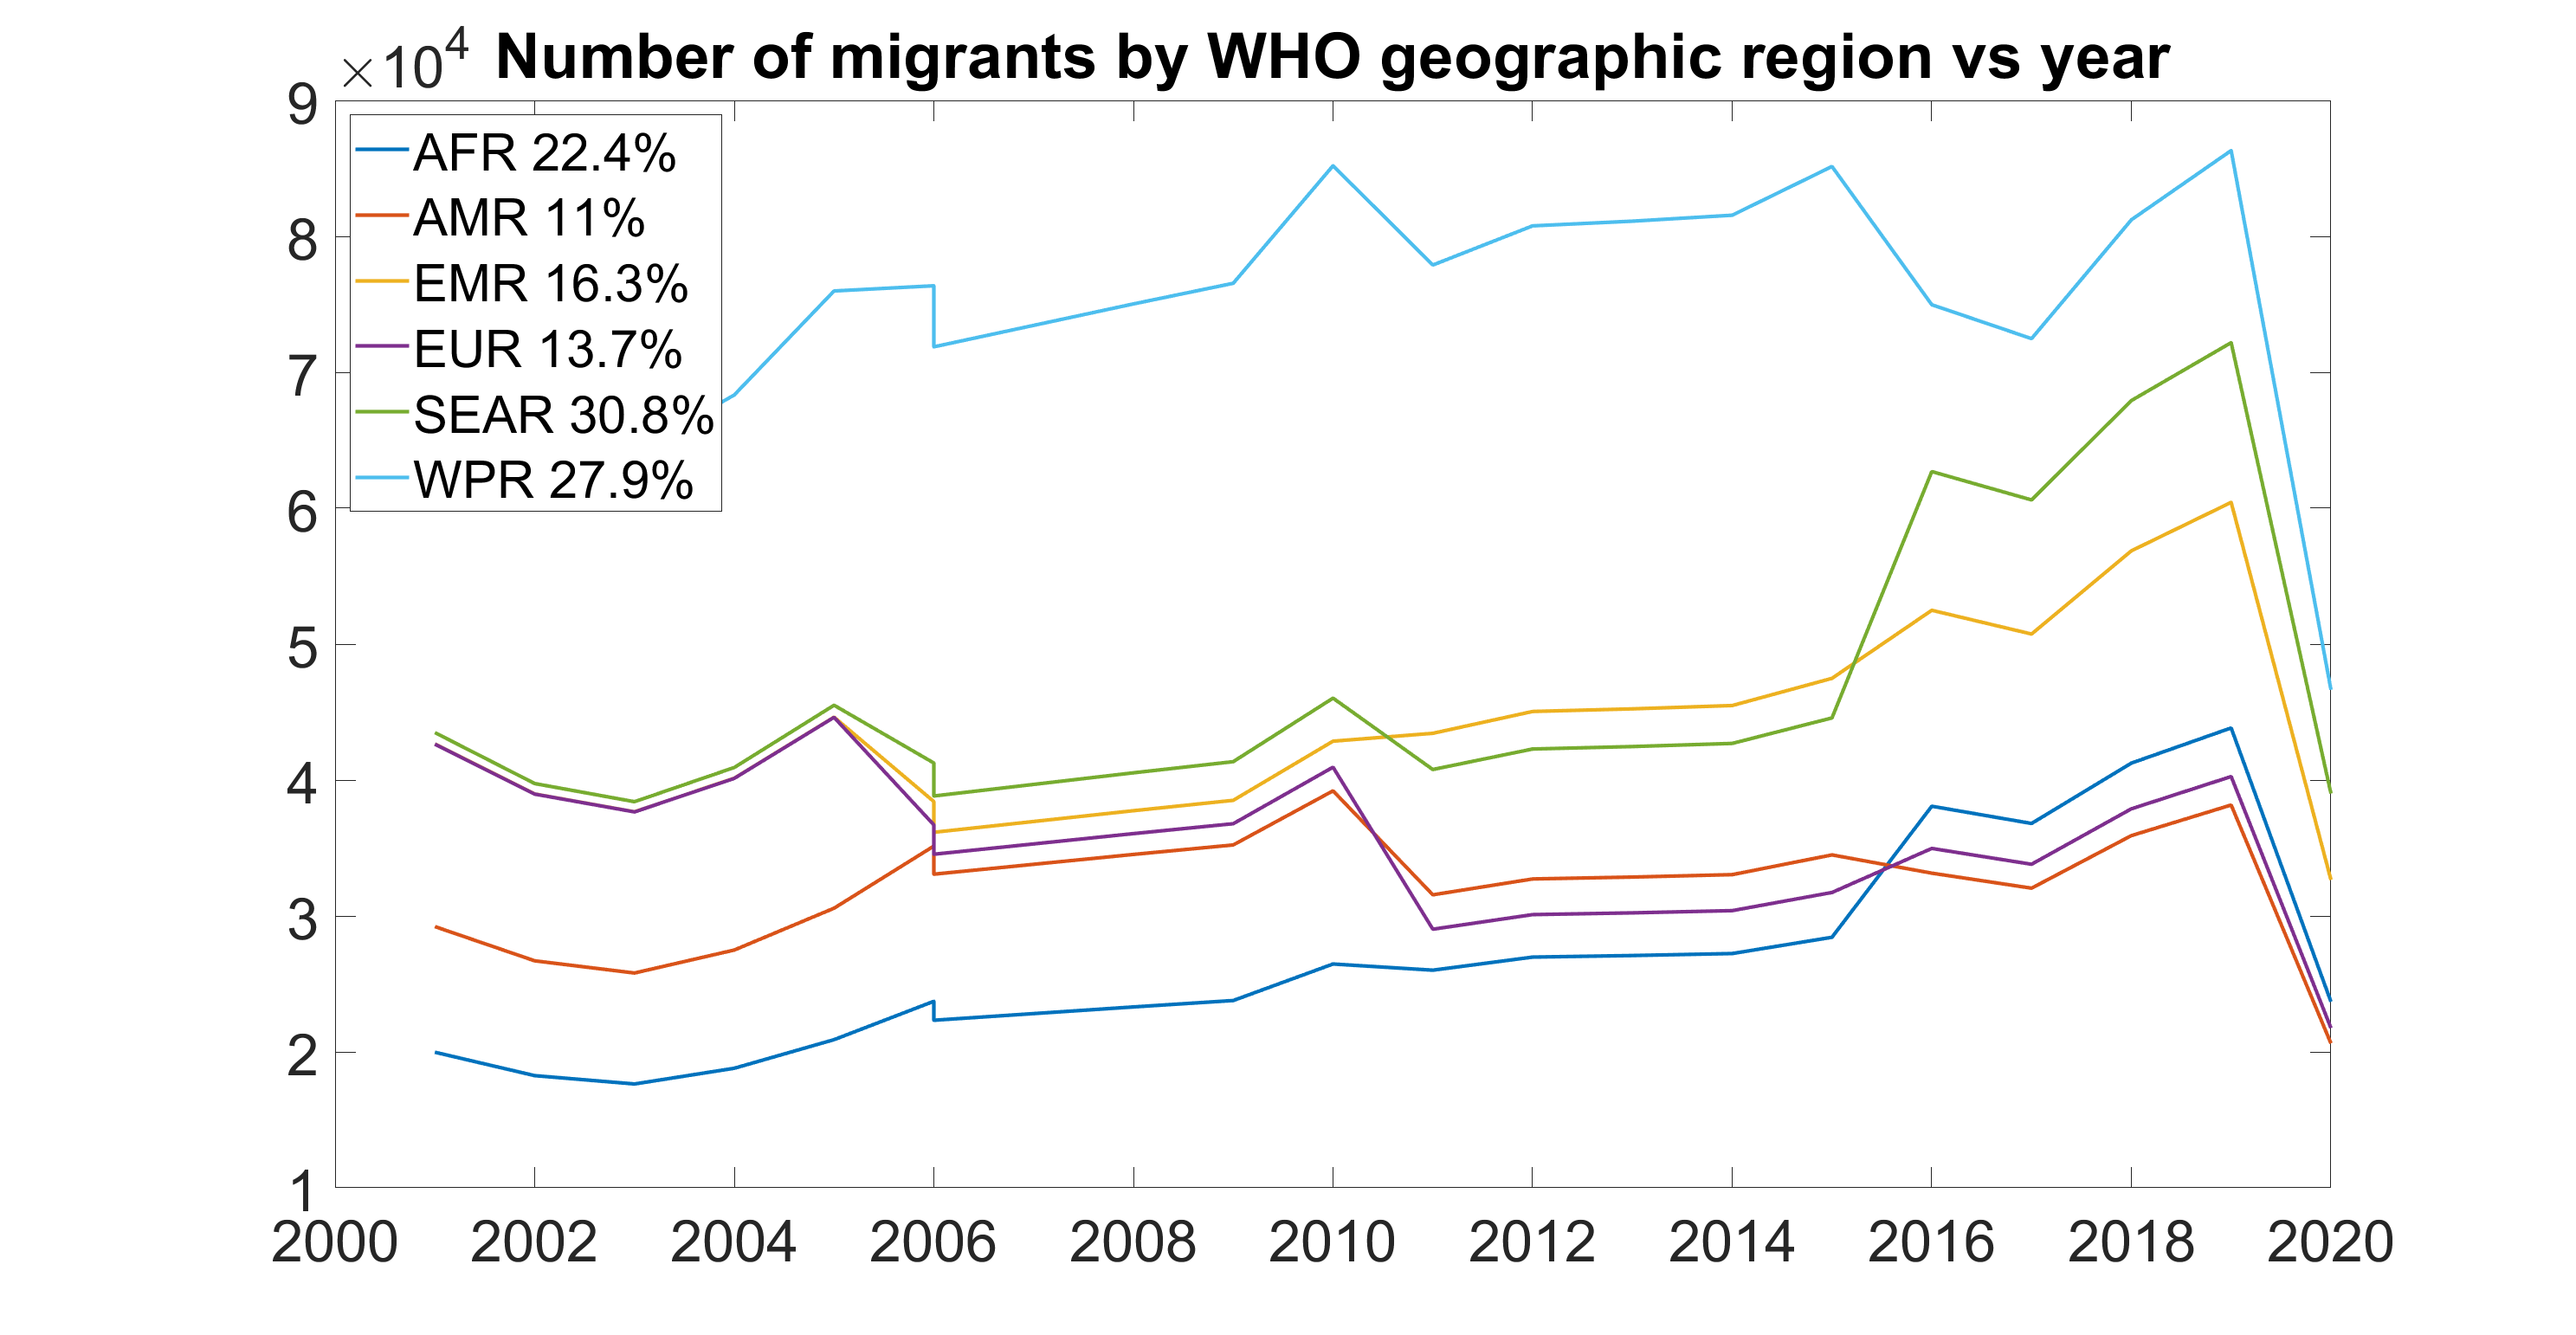 ×10⁴ Number of migrants by WHO geographic region vs year
9
8
7
6
5
4
3
2
1
AFR 22.4%
AMR 11%
EMR 16.3%
EUR 13.7%
SEAR 30.8%
WPR 27.9%
2000 2002 2004 2006 2008 2010 2012 2014 2016 2018 2020